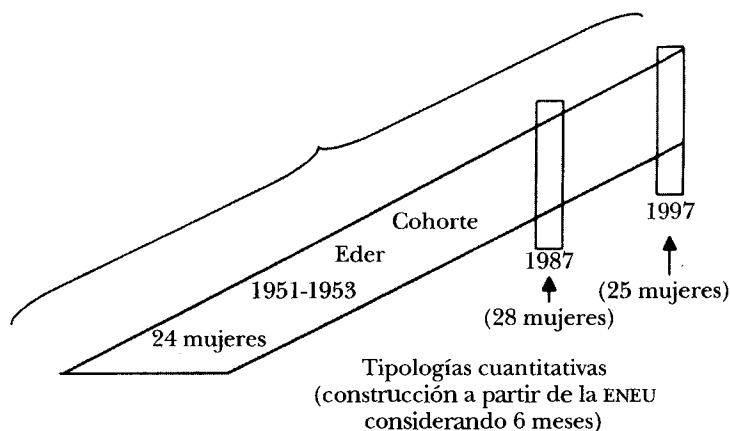 Cohorte
Eder
1951-1953
24 mujeres
1987
(28 mujeres)
1997
(25 mujeres)
Tipologías cuantitativas
(construcción a partir de la ENEU
considerando 6 meses)